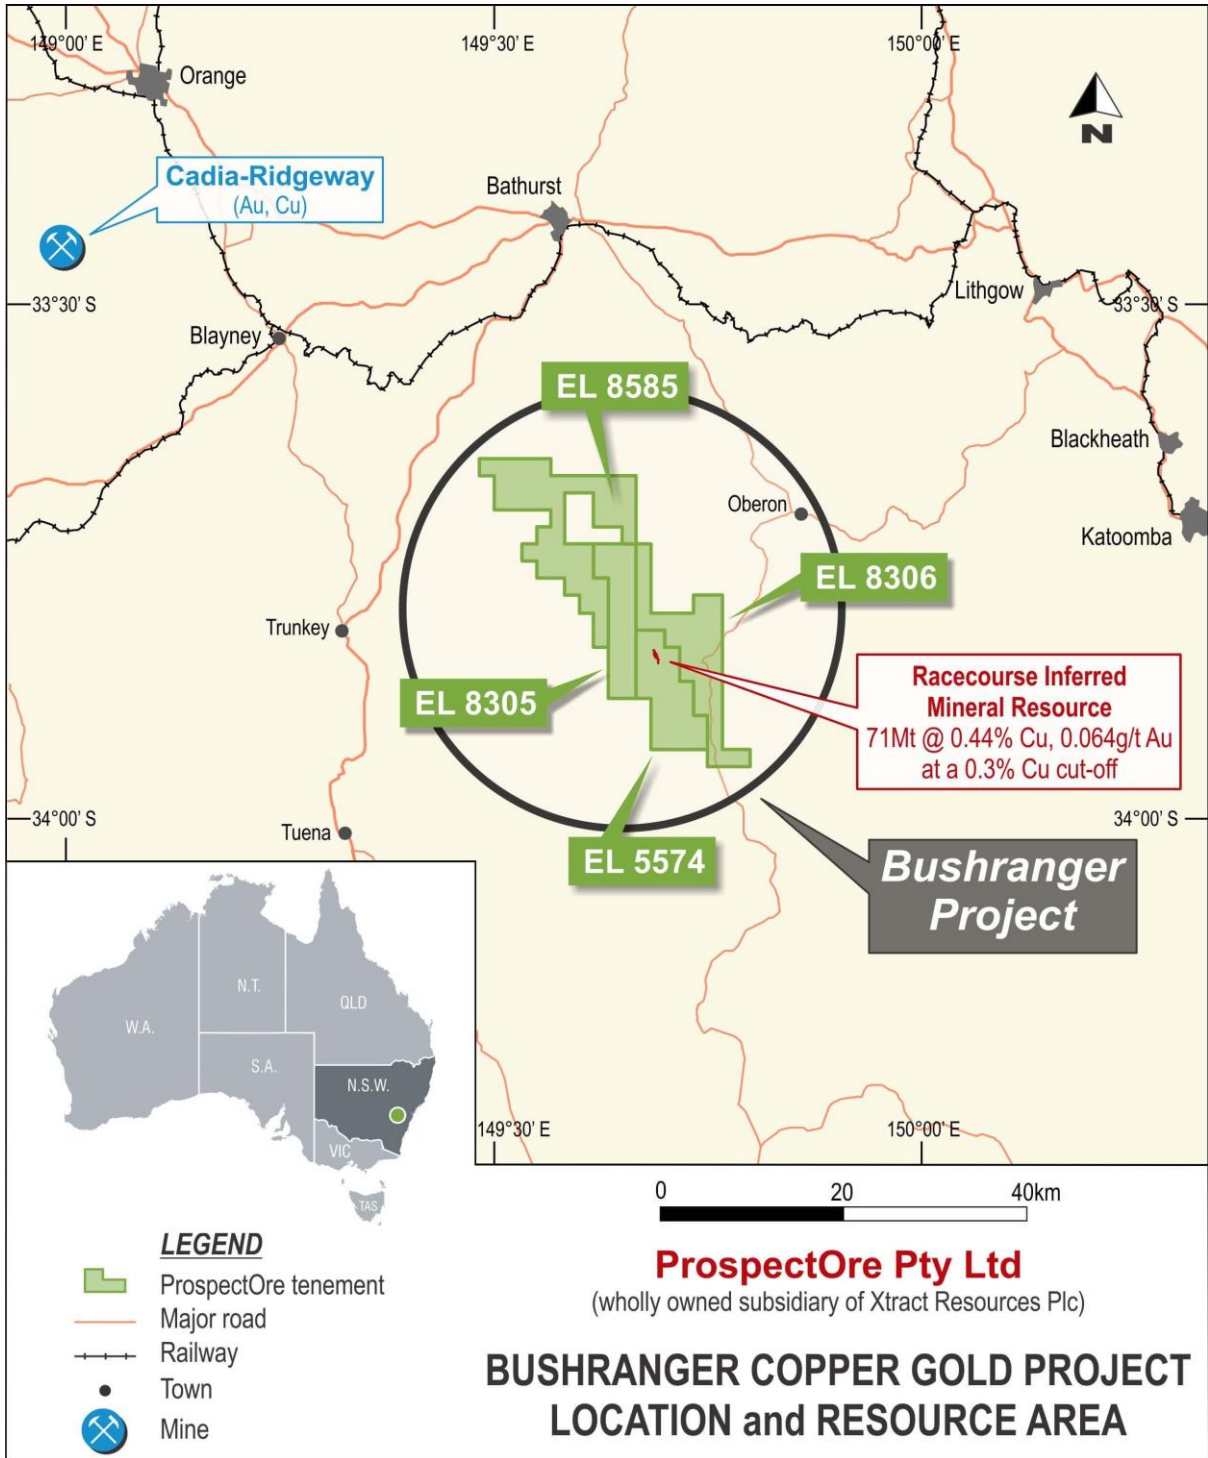 149°00' E
149°30' E
150°00' E
Orange
N
Cadia-Ridgeway
(Au, Cu)
Bathurst
Lithgow
33°30' S
33°30' S
Blayney
EL 8585
Blackheath
Oberon
Katoomba
EL 8306
Trunkey
Racecourse Inferred
Mineral Resource
71Mt @ 0.44% Cu, 0.064g/t Au
at a 0.3% Cu cut-off
EL 8305
34°00' S
34°00' S
Tuena
EL 5574
Bushranger
Project
N.T.
QLD
W.A.
S.A.
N.S.W.
VIC
TAS
149°30' E
150°00' E
0 20 40km
LEGEND
ProspectOre tenement
Major road
Railway
Town
Mine
ProspectOre Pty Ltd
(wholly owned subsidiary of Xtract Resources Plc)
BUSHRANGER COPPER GOLD PROJECT
LOCATION and RESOURCE AREA